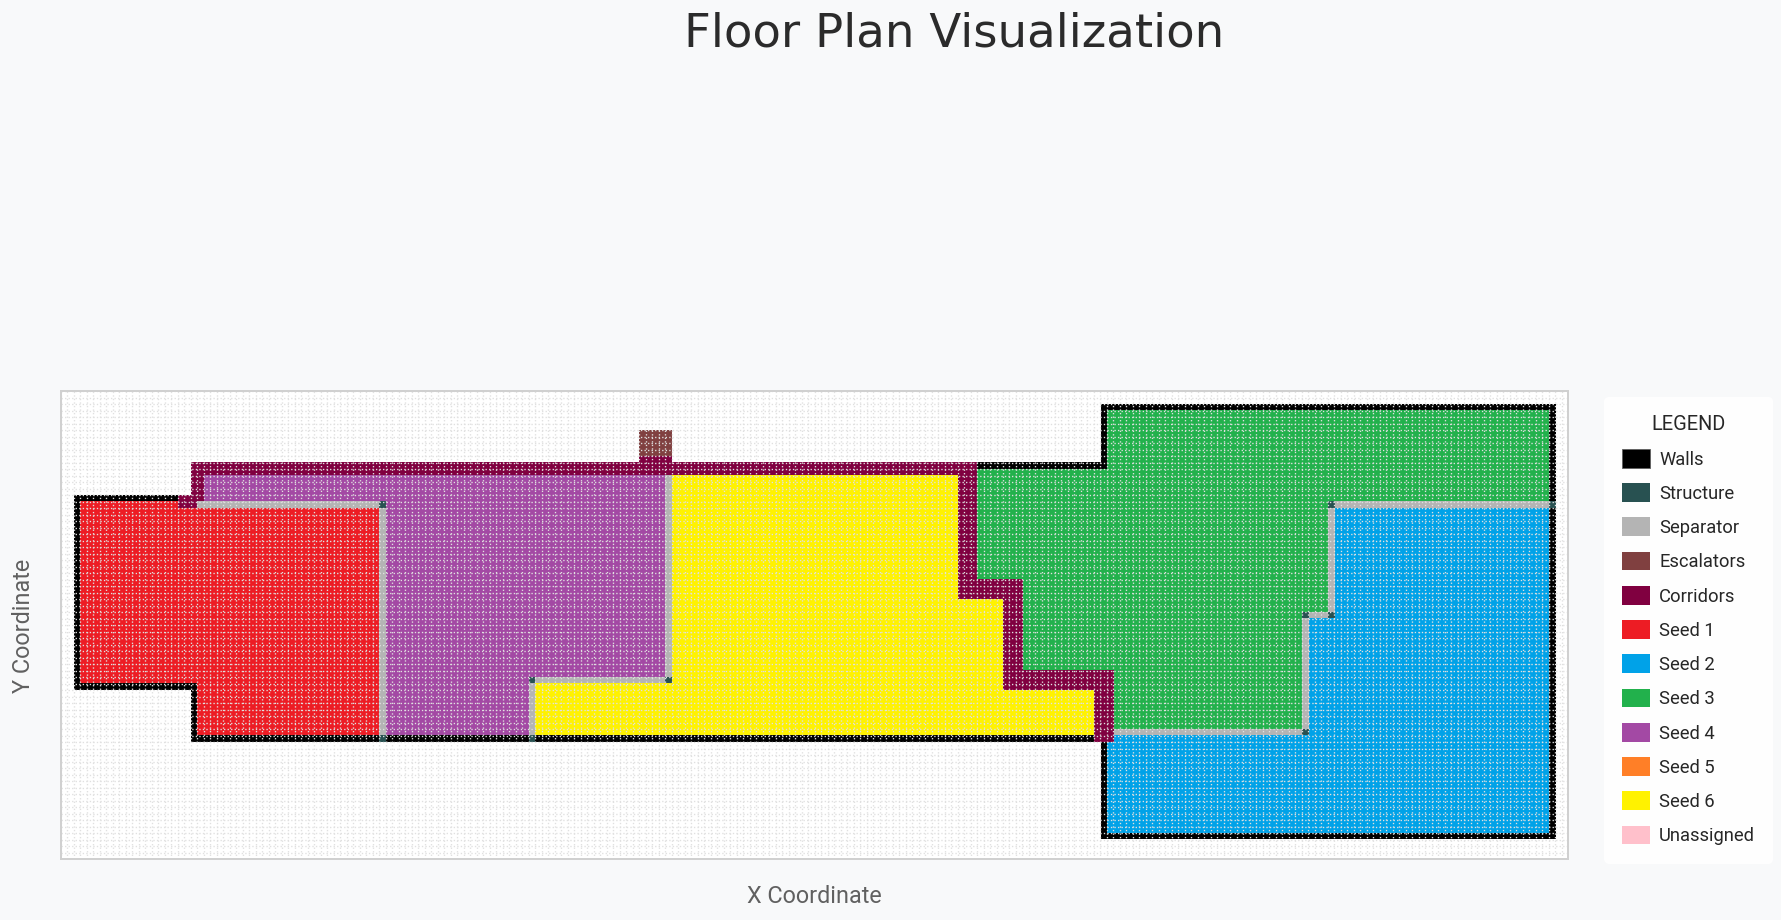 Floor Plan Visualization
Y Coordinate
X Coordinate
LEGEND
Walls
Structure
Separator
Escalators
Corridors
Seed 1
Seed 2
Seed 3
Seed 4
Seed 5
Seed 6
Unassigned